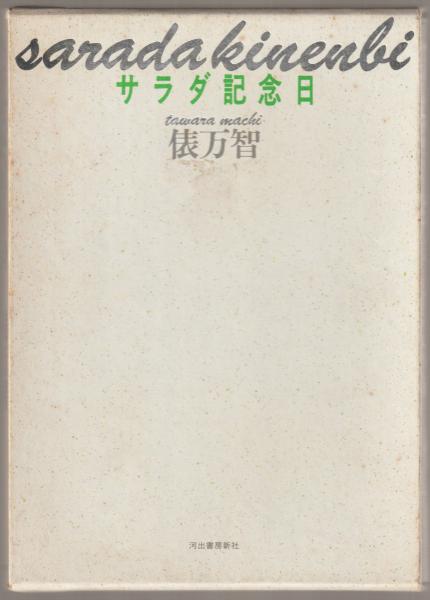 sarada kinenbi
サラダ記念日
tawara machi
俵万智
河出書房新社